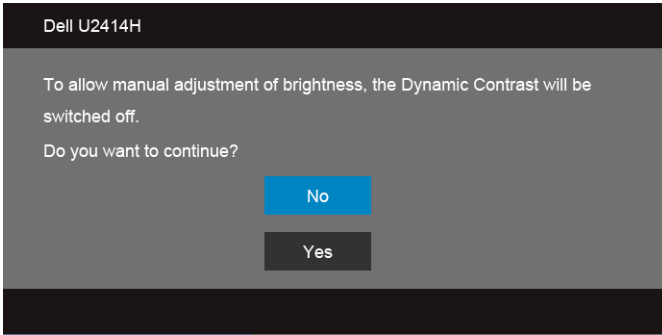 Dell U2414H
To allow manual adjustment of brightness, the Dynamic Contrast will be
switched off.
Do you want to continue?
No
Yes